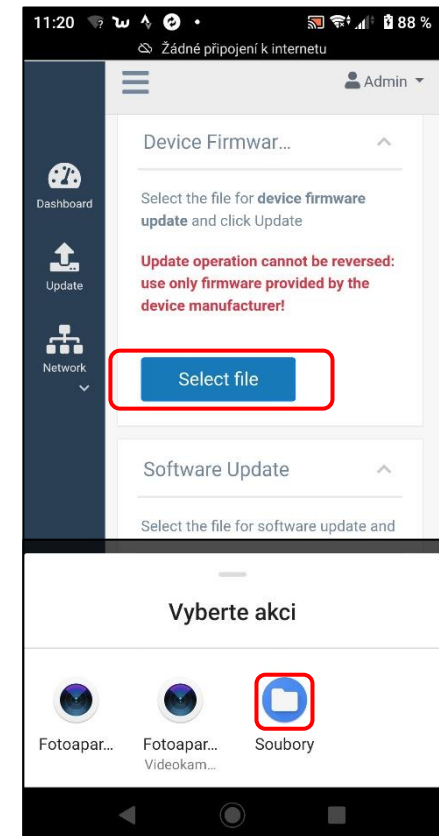 11:20
88 %
Žádné připojení k internetu
Admin
Device Firmwar...
Dashboard
Select the file for device firmware
update and click Update
Update
Update operation cannot be reversed:
use only firmware provided by the
device manufacturer!
Network
Select file
Software Update
Select the file for software update and
Vyberte akci
Fotoapar...
Fotoapar...
Videokam...
Soubory